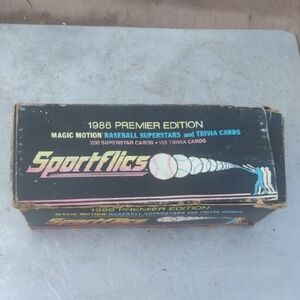 1986 PREMIER EDITION
MAGIC MOTION BASEBALL SUPERSTARS and TRIVIA CARDS
200 SUPERSTAR CARDS • 133 TRIVIA CARDS
Sportflics
1986 PREMIER EDITION
MAGIC MOTION BASEBALL SUPERSTARS and TRIVIA CARDS
Sportflics